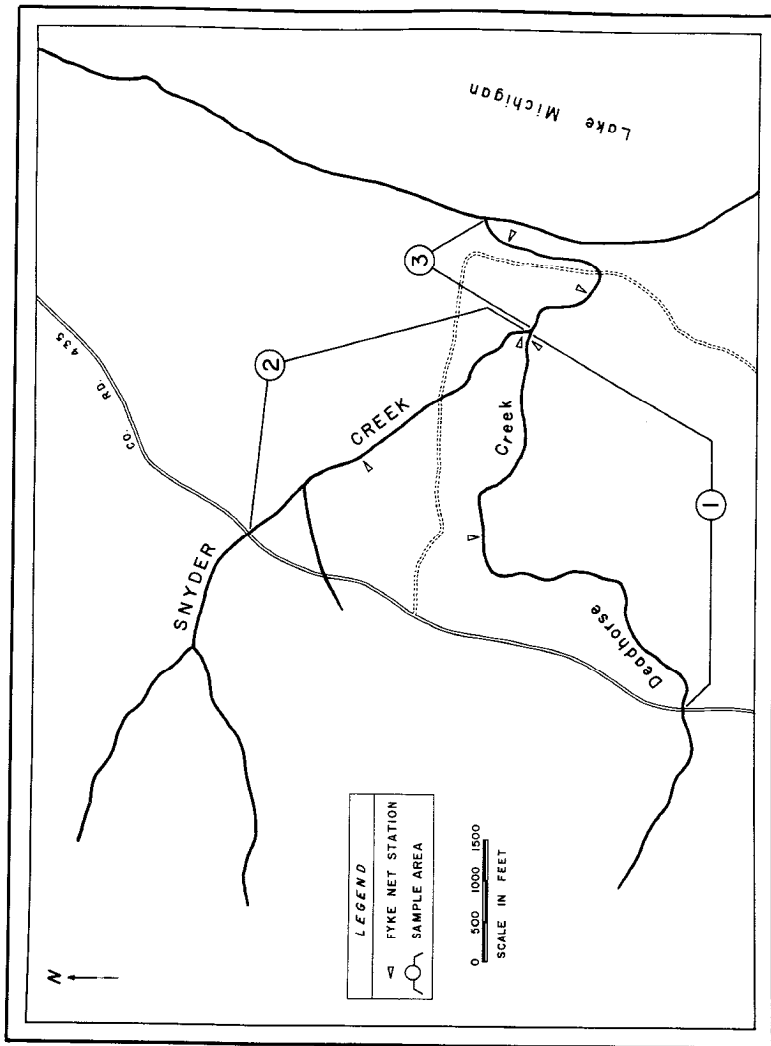 N
CO. RD. 435
SNYDER CREEK
Deadhorse Creek
Lake Michigan
2
3
1
LEGEND
FYKE NET STATION
SAMPLE AREA
0 500 1000 1500
SCALE IN FEET